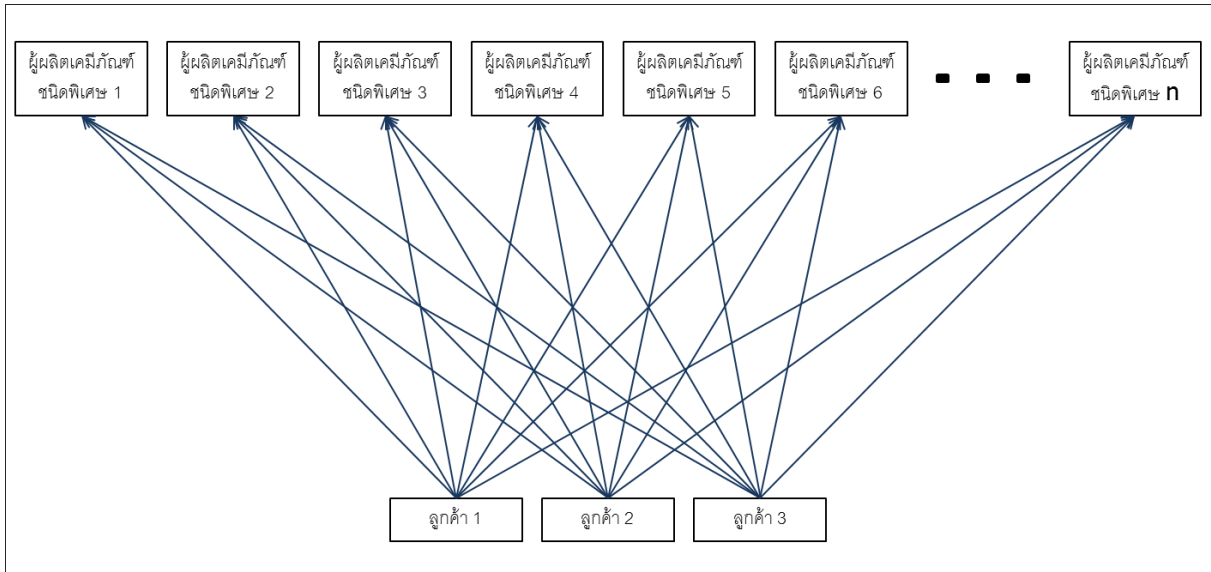 ผู้ผลิตเคมีภัณฑ์
ชนิดพิเศษ 1
ผู้ผลิตเคมีภัณฑ์
ชนิดพิเศษ 2
ผู้ผลิตเคมีภัณฑ์
ชนิดพิเศษ 3
ผู้ผลิตเคมีภัณฑ์
ชนิดพิเศษ 4
ผู้ผลิตเคมีภัณฑ์
ชนิดพิเศษ 5
ผู้ผลิตเคมีภัณฑ์
ชนิดพิเศษ 6
- - -
ผู้ผลิตเคมีภัณฑ์
ชนิดพิเศษ n
ลูกค้า 1
ลูกค้า 2
ลูกค้า 3